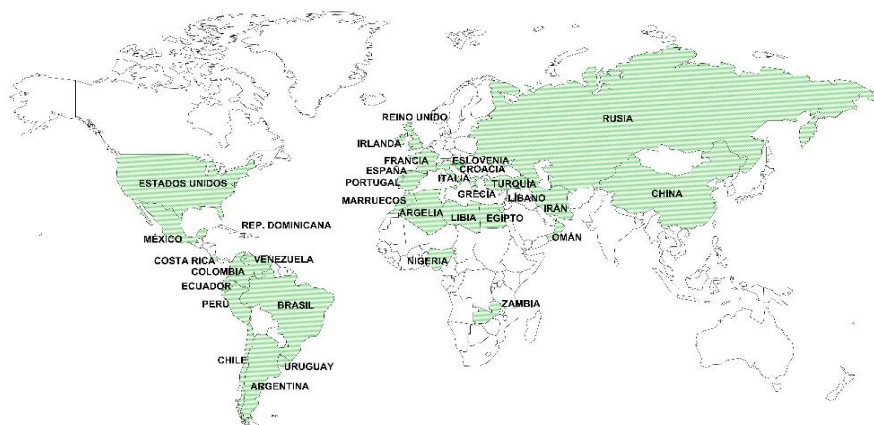 REINO UNIDO
RUSIA
IRLANDA
FRANCIA
ESLOVENIA
ESPAÑA
CROACIA
ITALIA
PORTUGAL
TURQUÍA
ESTADOS UNIDOS
GRECIA
LÍBANO
CHINA
MARRUECOS
IRÁN
ARGELIA
LIBIA
EGIPTO
REP. DOMINICANA
MÉXICO
OMÁN
COSTA RICA
VENEZUELA
NIGERIA
COLOMBIA
ECUADOR
PERÚ
BRASIL
ZAMBIA
CHILE
URUGUAY
ARGENTINA